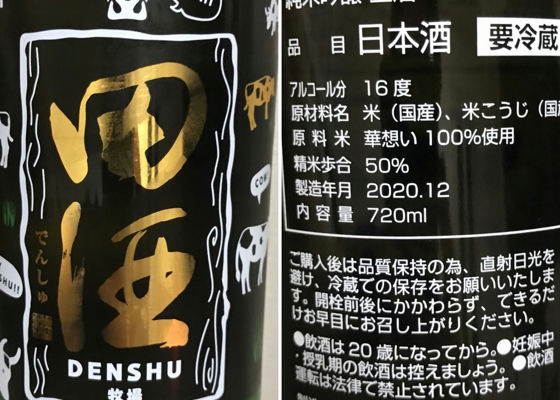 田酒
でんしゅ
DENSHU
牧場
COW!
SHU!!
品目 日本酒 要冷蔵
アルコール分 16度
原材料名 米（国産）、米こうじ（国
原料米 華想い 100%使用
精米歩合 50%
製造年月 2020.12
内容量 720ml
ご購入後は品質保持の為、直射日光を
避け、冷蔵での保存をお願いいたしま
す。開栓前後にかかわらず、できるだ
けお早目にお召し上がりください。
●飲酒は20歳になってから。●妊娠中
・授乳期の飲酒は控えましょう。●飲酒
運転は法律で禁止されています。